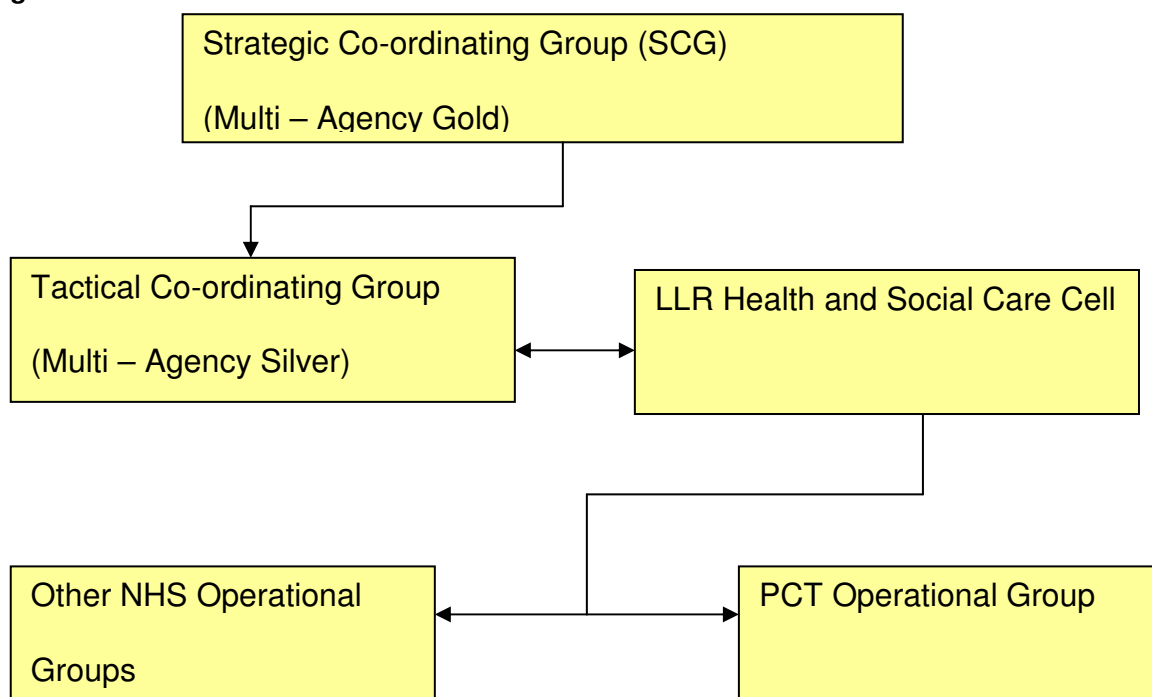 g
Strategic Co-ordinating Group (SCG)
(Multi – Agency Gold)
Tactical Co-ordinating Group
(Multi – Agency Silver)
LLR Health and Social Care Cell
Other NHS Operational
Groups
PCT Operational Group